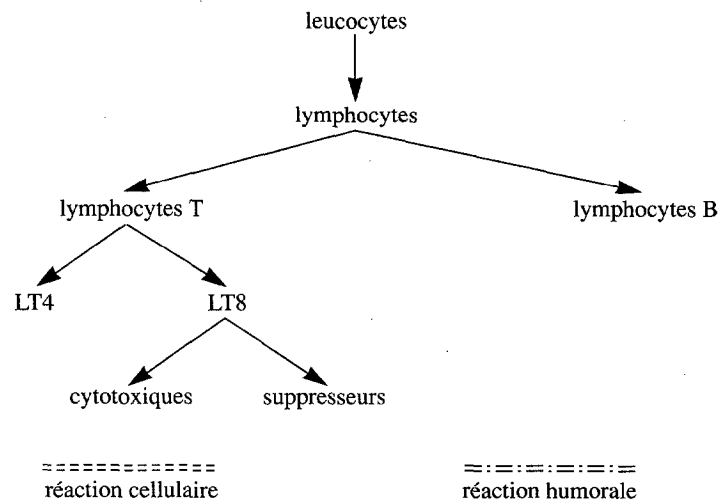 leucocytes
lymphocytes
lymphocytes T
lymphocytes B
LT4
LT8
cytotoxiques
suppresseurs
réaction cellulaire
réaction humorale